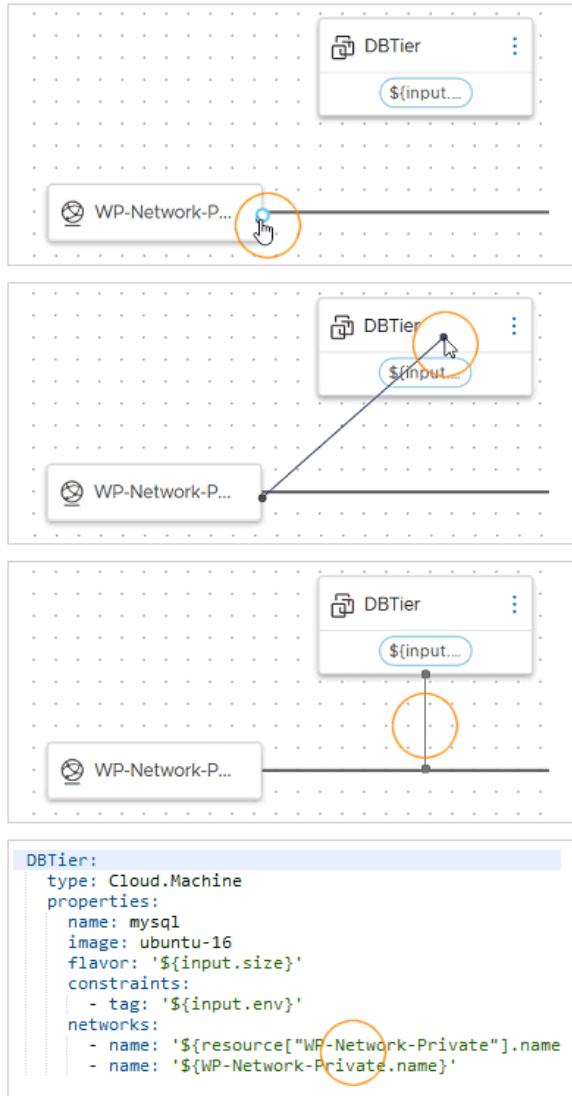 DBTier
${input....
WP-Network-P...
DBTier
${input....
WP-Network-P...
DBTier
${input....
WP-Network-P...
DBTier:
type: Cloud.Machine
properties:
name: mysql
image: ubuntu-16
flavor: '${input.size}'
constraints:
- tag: '${input.env}'
networks:
- name: '${resource["WP-Network-Private"].name
- name: '${WP-Network-Private.name}'